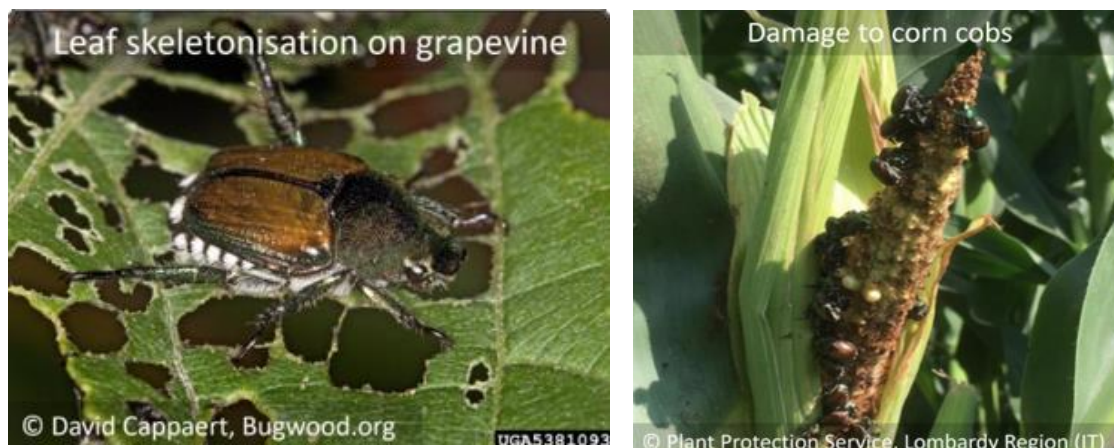 Leaf skeletonisation on grapevine
© David Cappaert, Bugwood.org
UGA5381093
Damage to corn cobs
© Plant Protection Service, Lombardy Region (IT)